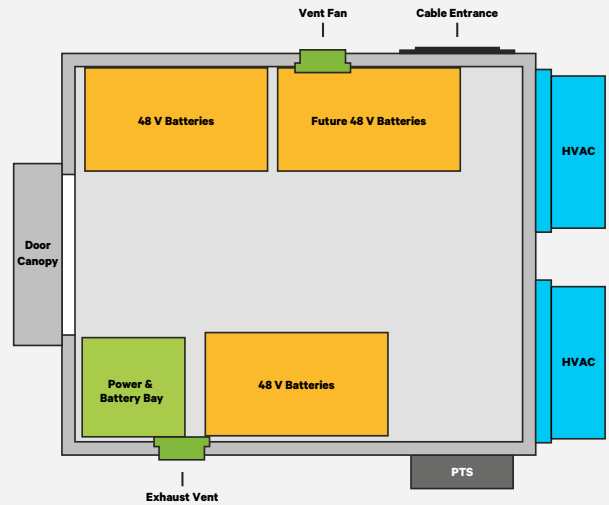 Vent Fan
Cable Entrance
48 V Batteries
Future 48 V Batteries
HVAC
Door
Canopy
HVAC
Power &
Battery Bay
48 V Batteries
PTS
Exhaust Vent